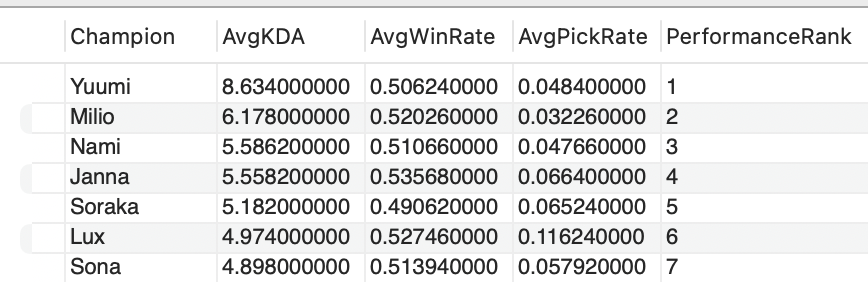 Champion AvgKDA AvgWinRate AvgPickRate PerformanceRank
Yuumi 8.634000000 0.506240000 0.048400000 1
Milio 6.178000000 0.520260000 0.032260000 2
Nami 5.586200000 0.510660000 0.047660000 3
Janna 5.558200000 0.535680000 0.066400000 4
Soraka 5.182000000 0.490620000 0.065240000 5
Lux 4.974000000 0.527460000 0.116240000 6
Sona 4.898000000 0.513940000 0.057920000 7